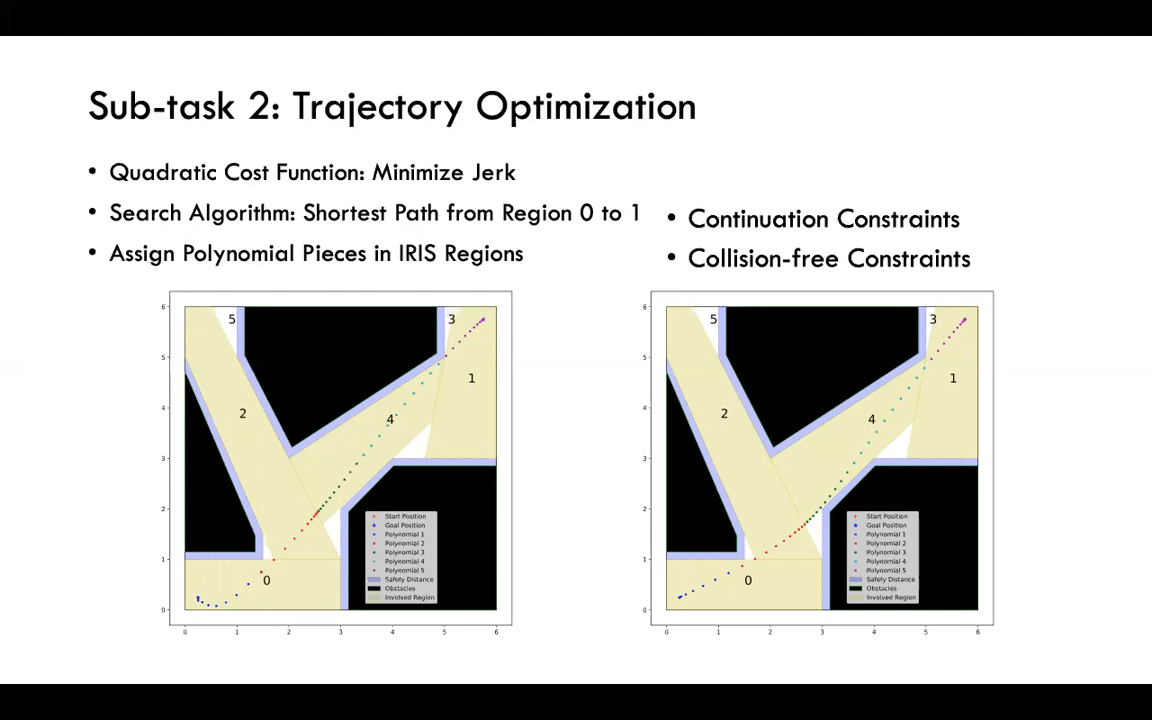 Sub-task 2: Trajectory Optimization
• Quadratic Cost Function: Minimize Jerk
• Search Algorithm: Shortest Path from Region 0 to 1
• Assign Polynomial Pieces in IRIS Regions
• Continuation Constraints
• Collision-free Constraints
6
5
4
3
2
1
0
0 1 2 3 4 5 6
5
3
1
2
4
0
Start Position
Goal Position
Polynomial 1
Polynomial 2
Polynomial 3
Polynomial 4
Polynomial 5
Safety Distance
Obstacles
Involved Region
6
5
4
3
2
1
0
0 1 2 3 4 5 6
5
3
1
2
4
0
Start Position
Goal Position
Polynomial 1
Polynomial 2
Polynomial 3
Polynomial 4
Polynomial 5
Safety Distance
Obstacles
Involved Region